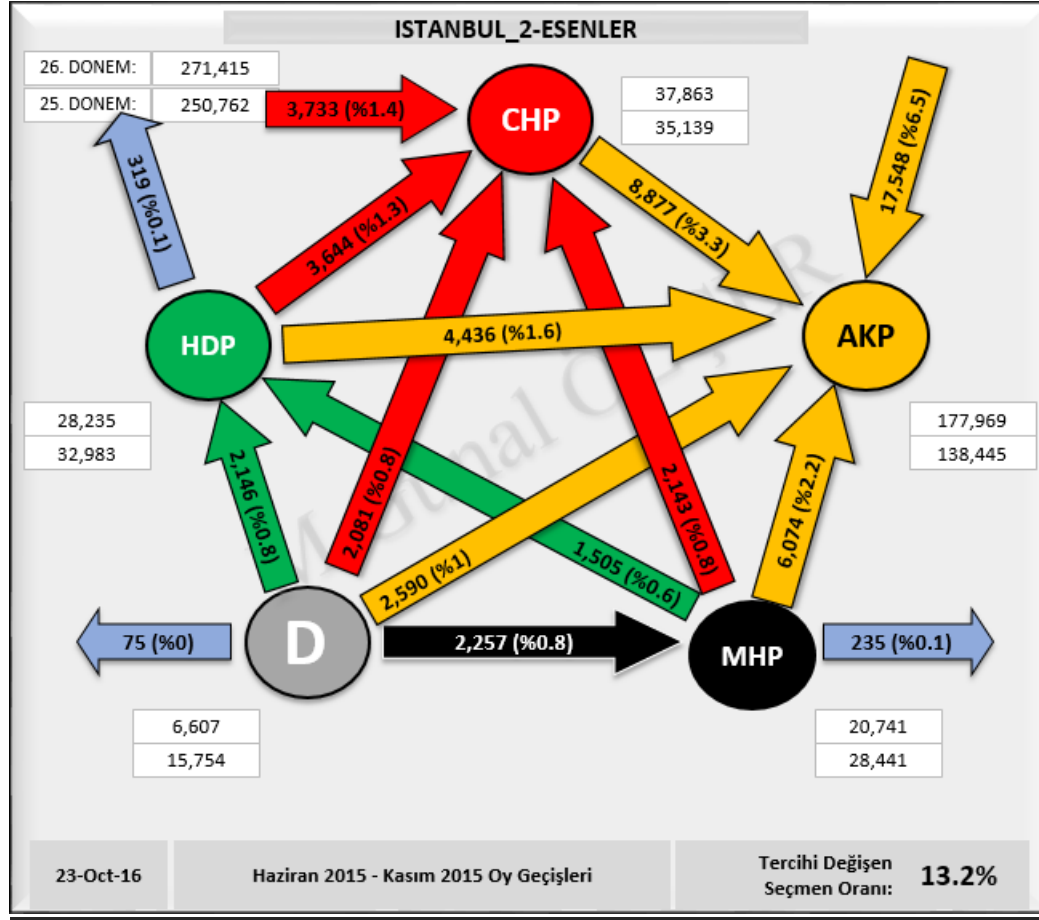 ISTANBUL_2-ESENLER
26. DONEM: 271,415
25. DONEM: 250,762
3,733 (%1.4)
CHP
37,863
35,139
17,548 (%6.5)
319 (%0.1)
3,644 (%1.3)
8,877 (%3.3)
HDP
4,436 (%1.6)
AKP
28,235
32,983
177,969
138,445
2,146 (%0.8)
2,081 (%0.8)
2,143 (%0.8)
6,074 (%2.2)
2,590 (%1)
1,505 (%0.6)
75 (%0)
D
2,257 (%0.8)
MHP
235 (%0.1)
6,607
15,754
20,741
28,441
23-Oct-16
Haziran 2015 - Kasım 2015 Oy Geçişleri
Tercihi Değişen
Seçmen Oranı:
13.2%